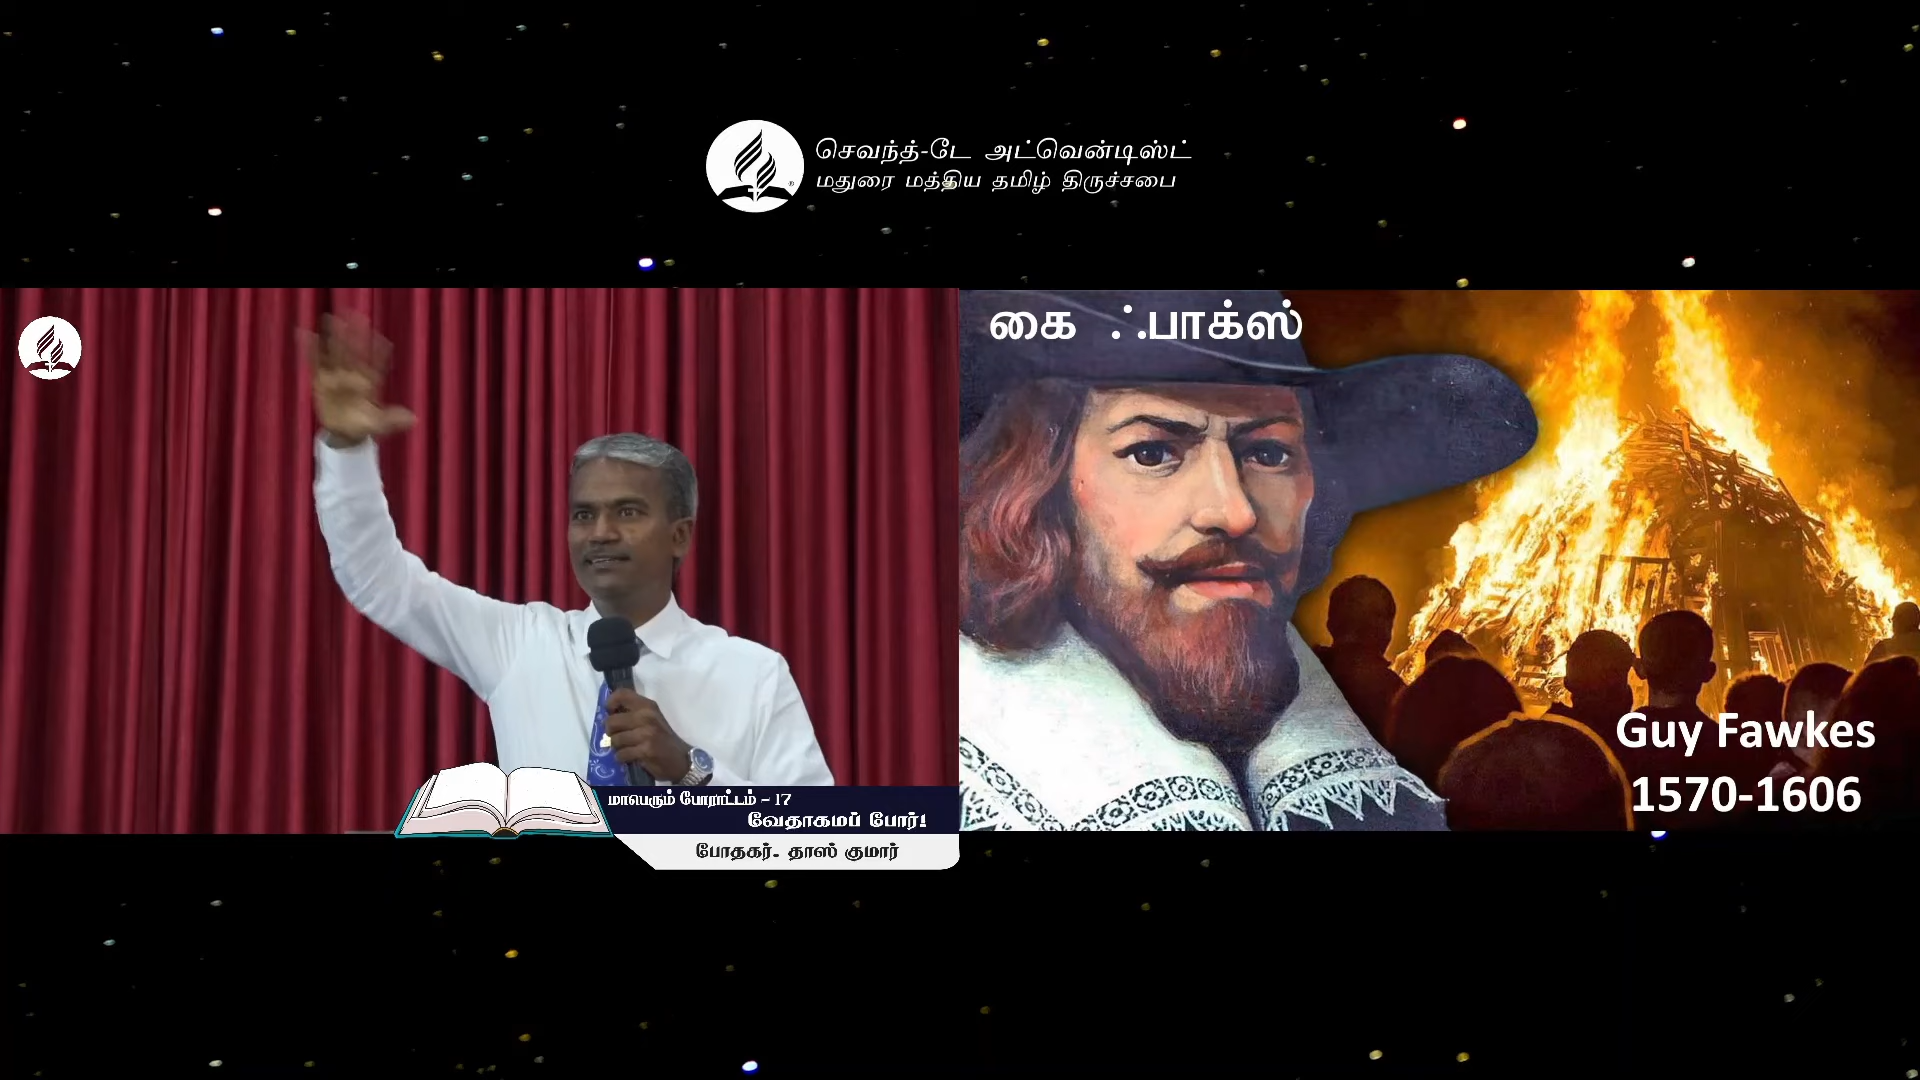 செவந்த்-டே அட்வென்டிஸ்ட்
மதுரை மத்திய தமிழ் திருச்சபை
கை ஃபாக்ஸ்
Guy Fawkes
1570-1606
மாபெரும் போராட்டம் - 17
வேதாகமப் போர்!
போதகர். தாஸ் குமார்